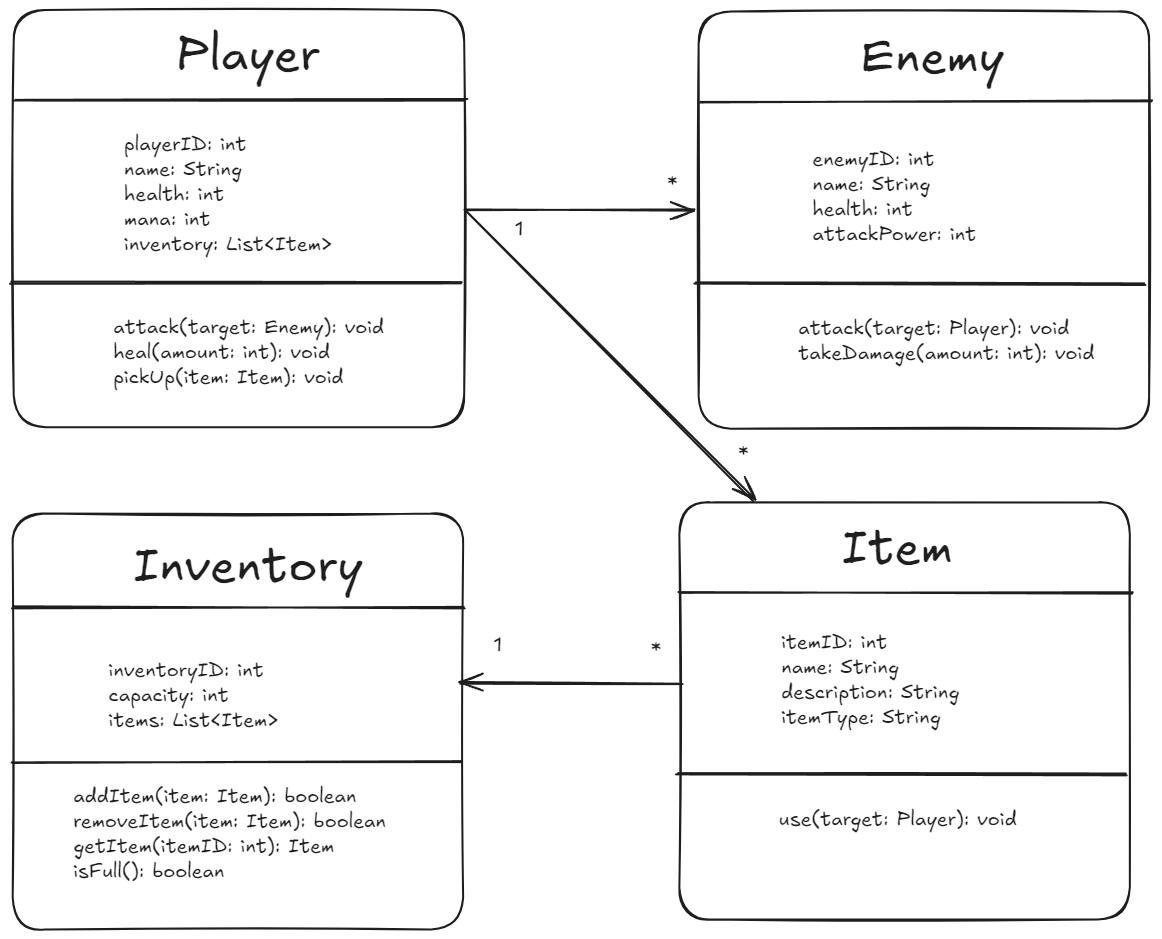 Player
playerID: int
name: String
health: int
mana: int
inventory: List<Item>
attack(target: Enemy): void
heal(amount: int): void
pickUp(item: Item): void
*
1
Enemy
enemyID: int
name: String
health: int
attackPower: int
attack(target: Player): void
takeDamage(amount: int): void
*
Inventory
inventoryID: int
capacity: int
items: List<Item>
addItem(item: Item): boolean
removeItem(item: Item): boolean
getItem(itemID: int): Item
isFull(): boolean
1
*
Item
itemID: int
name: String
description: String
itemType: String
use(target: Player): void